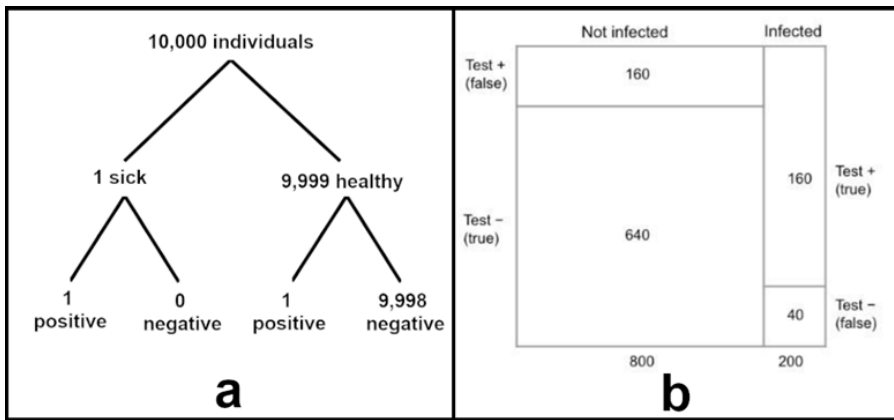 10,000 individuals
1 sick
9,999 healthy
1
positive
0
negative
1
positive
9,998
negative
a
Not infected
Infected
Test +
(false)
160
160
Test +
(true)
Test −
(true)
640
40
Test −
(false)
800
200
b